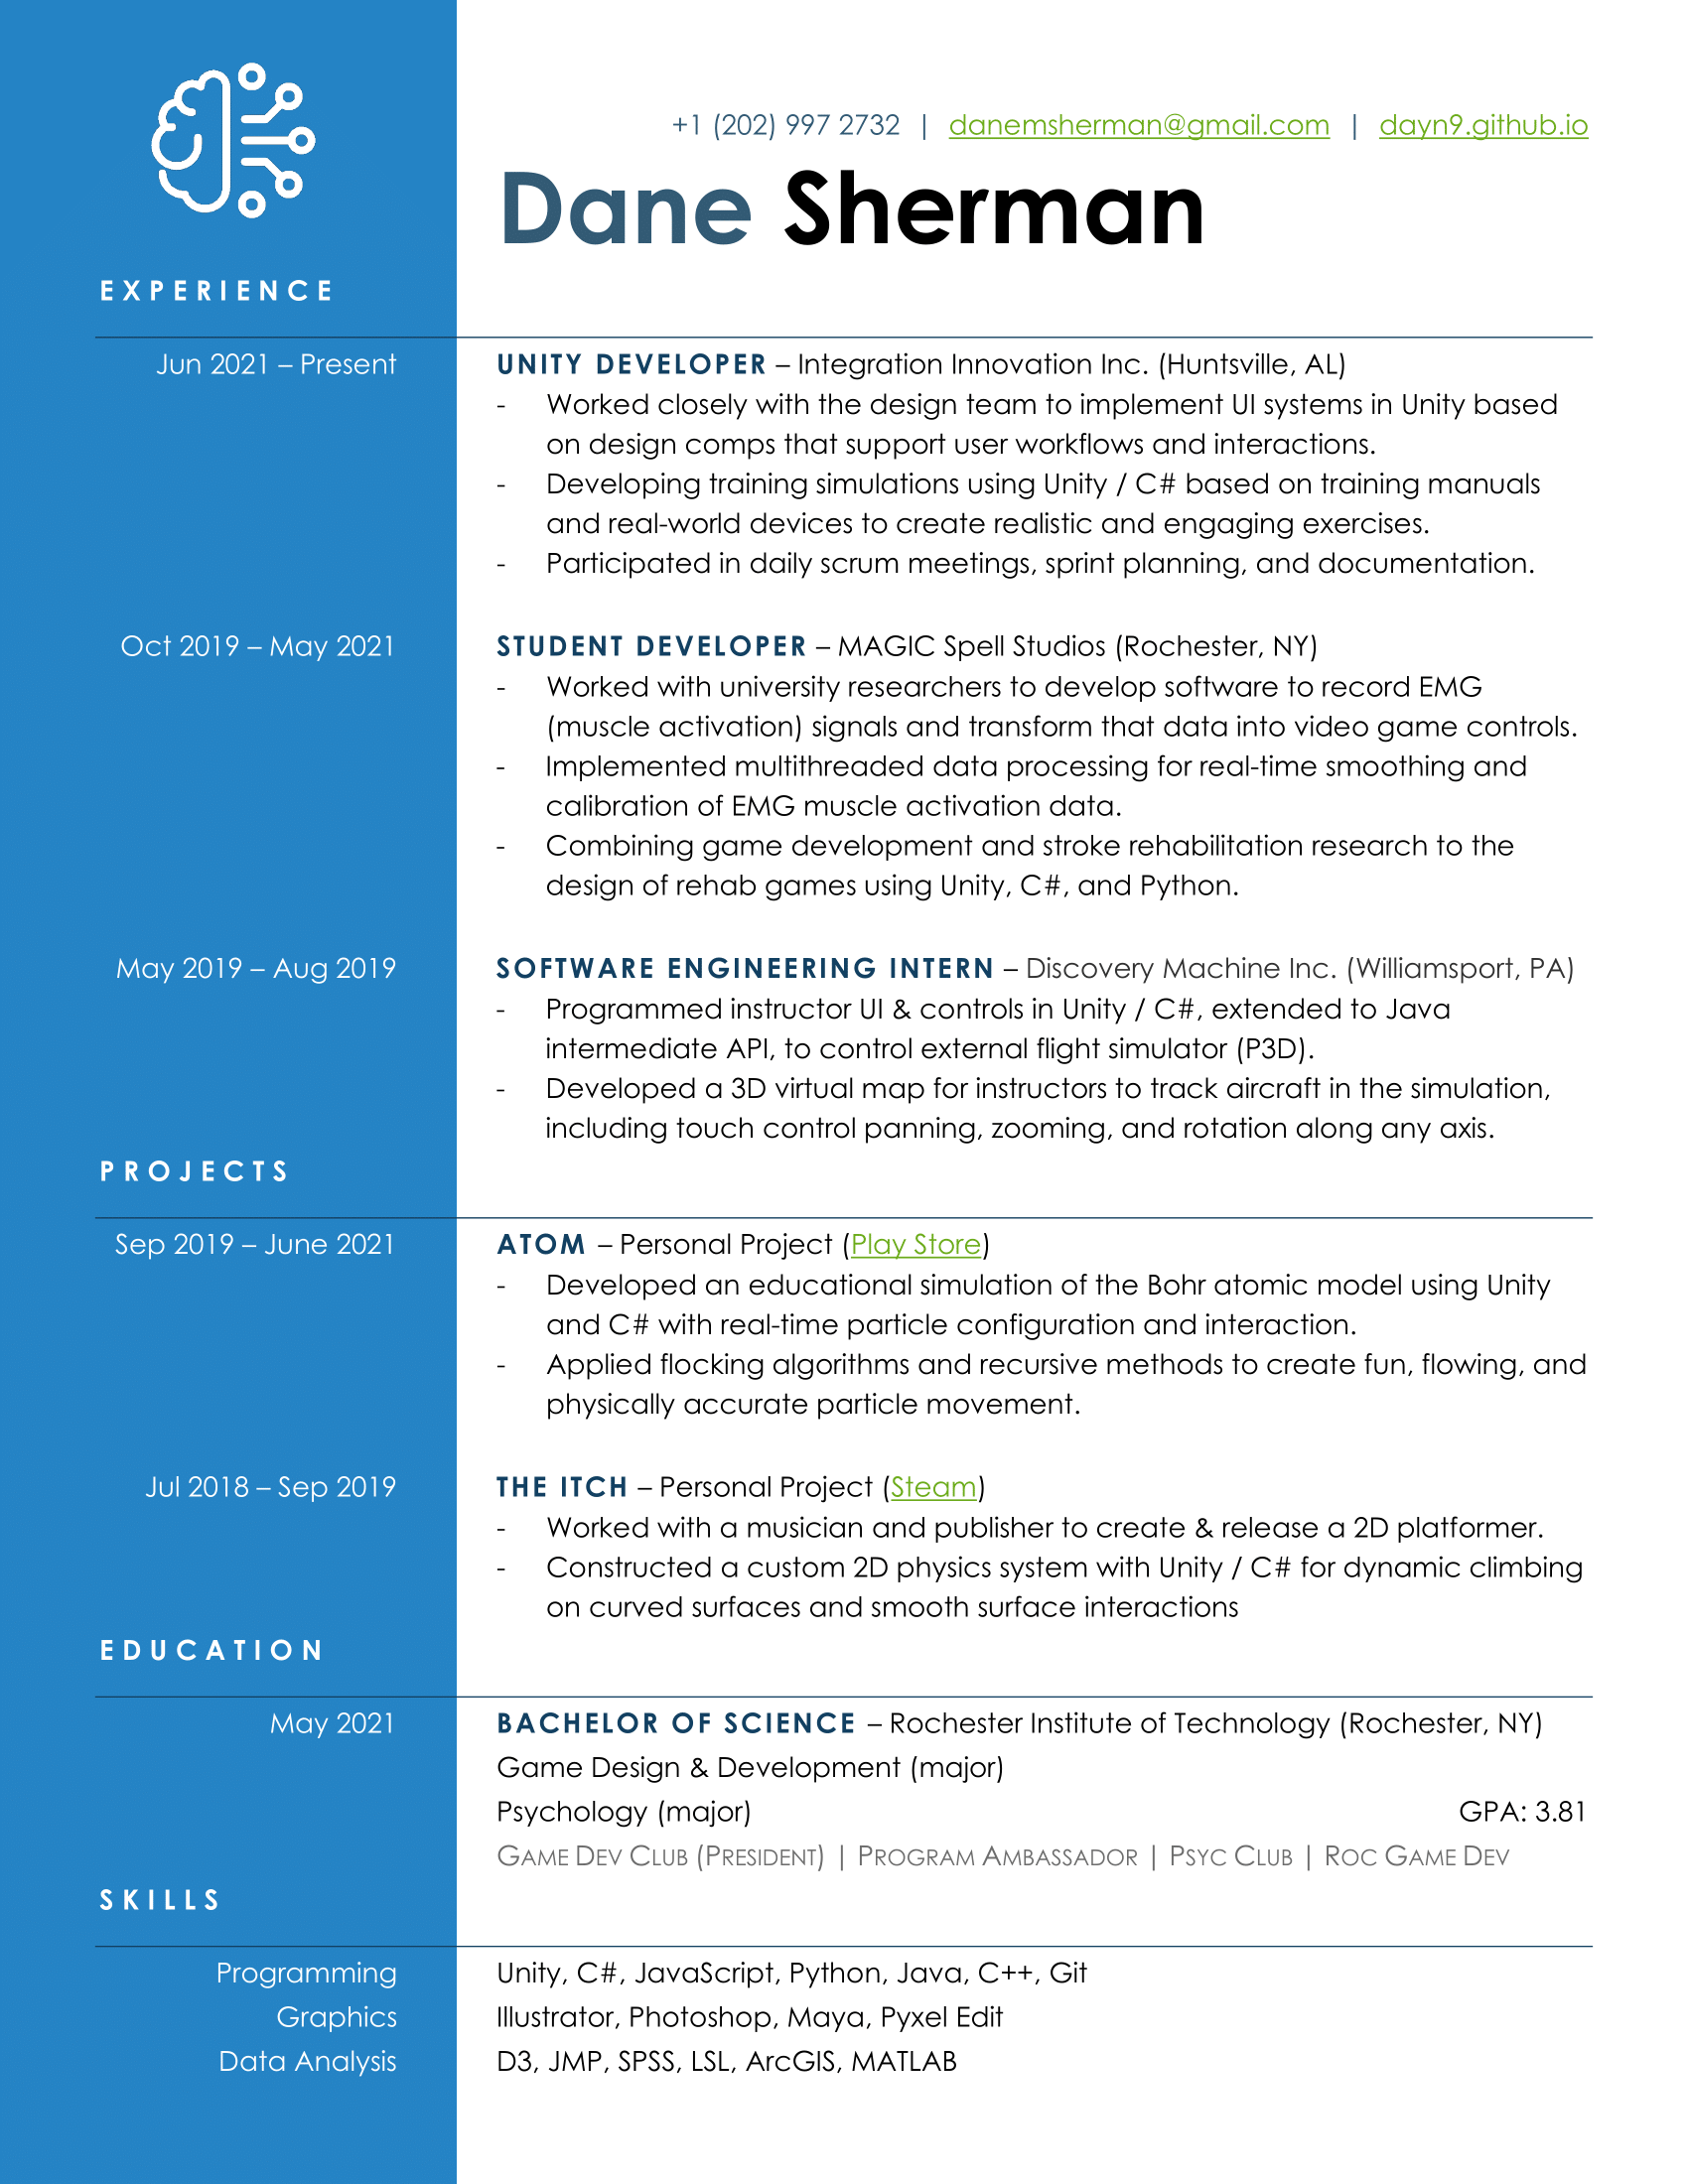 +1 (202) 997 2732 | danemsherman@gmail.com | dayn9.github.io
Dane Sherman
EXPERIENCE
Jun 2021 – Present
UNITY DEVELOPER – Integration Innovation Inc. (Huntsville, AL)
- Worked closely with the design team to implement UI systems in Unity based
on design comps that support user workflows and interactions.
- Developing training simulations using Unity / C# based on training manuals
and real-world devices to create realistic and engaging exercises.
- Participated in daily scrum meetings, sprint planning, and documentation.
Oct 2019 – May 2021
STUDENT DEVELOPER – MAGIC Spell Studios (Rochester, NY)
- Worked with university researchers to develop software to record EMG
(muscle activation) signals and transform that data into video game controls.
- Implemented multithreaded data processing for real-time smoothing and
calibration of EMG muscle activation data.
- Combining game development and stroke rehabilitation research to the
design of rehab games using Unity, C#, and Python.
May 2019 – Aug 2019
SOFTWARE ENGINEERING INTERN – Discovery Machine Inc. (Williamsport, PA)
- Programmed instructor UI & controls in Unity / C#, extended to Java
intermediate API, to control external flight simulator (P3D).
- Developed a 3D virtual map for instructors to track aircraft in the simulation,
including touch control panning, zooming, and rotation along any axis.
PROJECTS
Sep 2019 – June 2021
ATOM – Personal Project (Play Store)
- Developed an educational simulation of the Bohr atomic model using Unity
and C# with real-time particle configuration and interaction.
- Applied flocking algorithms and recursive methods to create fun, flowing, and
physically accurate particle movement.
Jul 2018 – Sep 2019
THE ITCH – Personal Project (Steam)
- Worked with a musician and publisher to create & release a 2D platformer.
- Constructed a custom 2D physics system with Unity / C# for dynamic climbing
on curved surfaces and smooth surface interactions
EDUCATION
May 2021
BACHELOR OF SCIENCE – Rochester Institute of Technology (Rochester, NY)
Game Design & Development (major)
Psychology (major) GPA: 3.81
GAME DEV CLUB (PRESIDENT) | PROGRAM AMBASSADOR | PSYC CLUB | ROC GAME DEV
SKILLS
Programming
Unity, C#, JavaScript, Python, Java, C++, Git
Graphics
Illustrator, Photoshop, Maya, Pyxel Edit
Data Analysis
D3, JMP, SPSS, LSL, ArcGIS, MATLAB